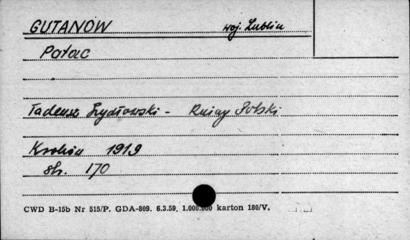 GUTANÓW woj. Lublin
Pałac
Tadeusz Szydłowski - Ruiny Polski
Kraków 1919
str. 170
CWD B-15b Nr 515/P. GDA-809. 6.3.59. 1.000.000 karton 180/V.